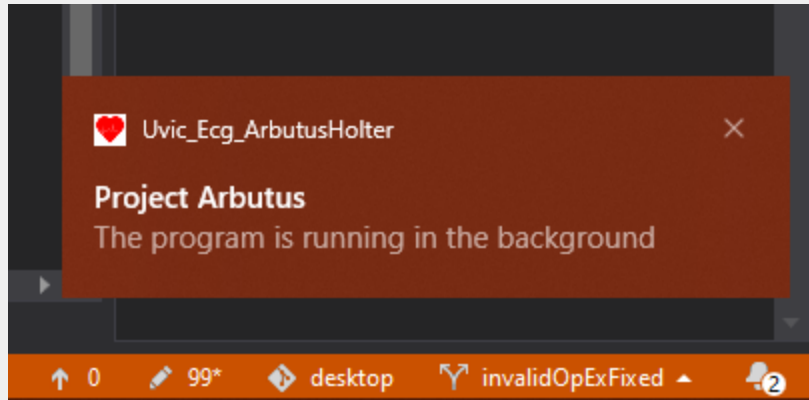 Uvic_Ecg_ArbutusHolter
Project Arbutus
The program is running in the background
0 99* desktop invalidOpExFixed 2